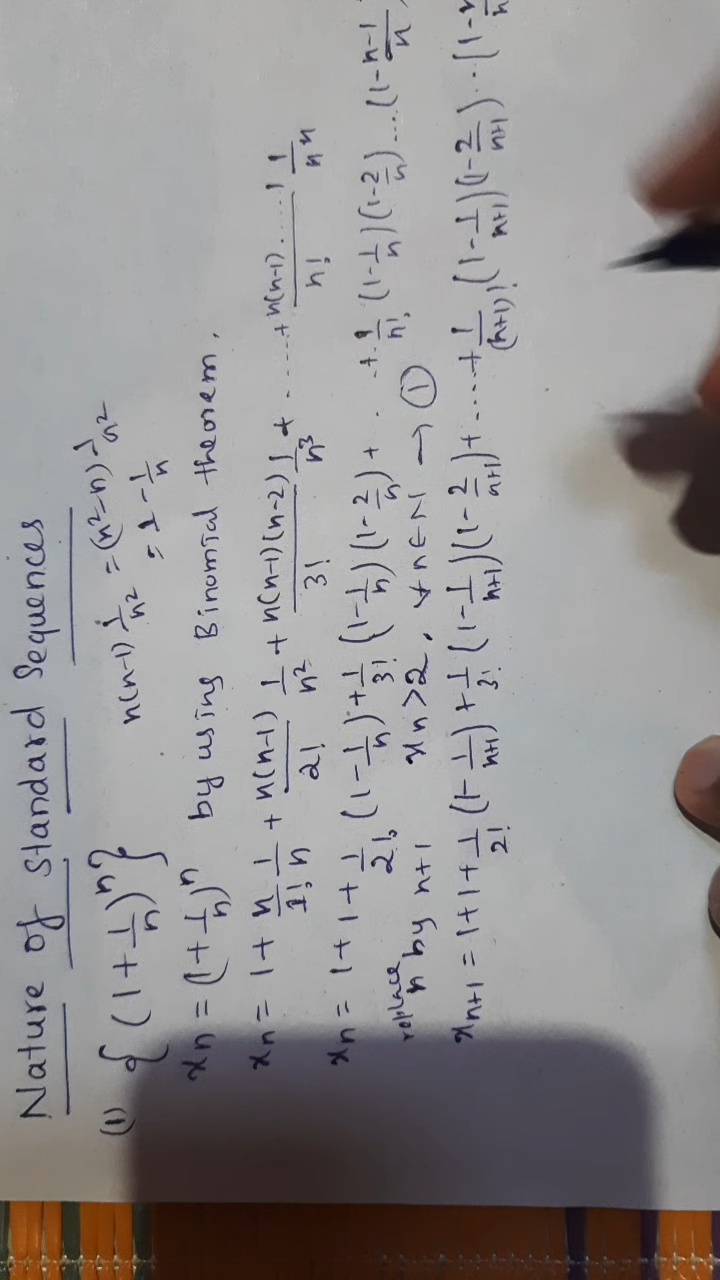 Nature of standard Sequences
(1) {(1+1/n)^n} n(n-1) 1/n² = (n²-n) 1/n²
= 1 - 1/n
xn = (1+1/n)^n by using Binomial theorem,
xn = 1 + n/1! 1/n + n(n-1)/2! 1/n² + n(n-1)(n-2)/3! 1/n³ + ..... + n(n-1).....1/n! 1/n^n
xn = 1+1+ 1/2! (1-1/n) + 1/3! (1-1/n)(1-2/n) + ... + 1/n! (1-1/n)(1-2/n)....(1-n-1/n)
replace n by n+1 xn>2, ∀ n∈N → ①
xn+1 = 1+1+ 1/2! (1-1/n+1) + 1/3! (1-1/n+1)(1-2/n+1) + ....+ 1/(n+1)! (1-1/n+1)(1-2/n+1)...(1-n